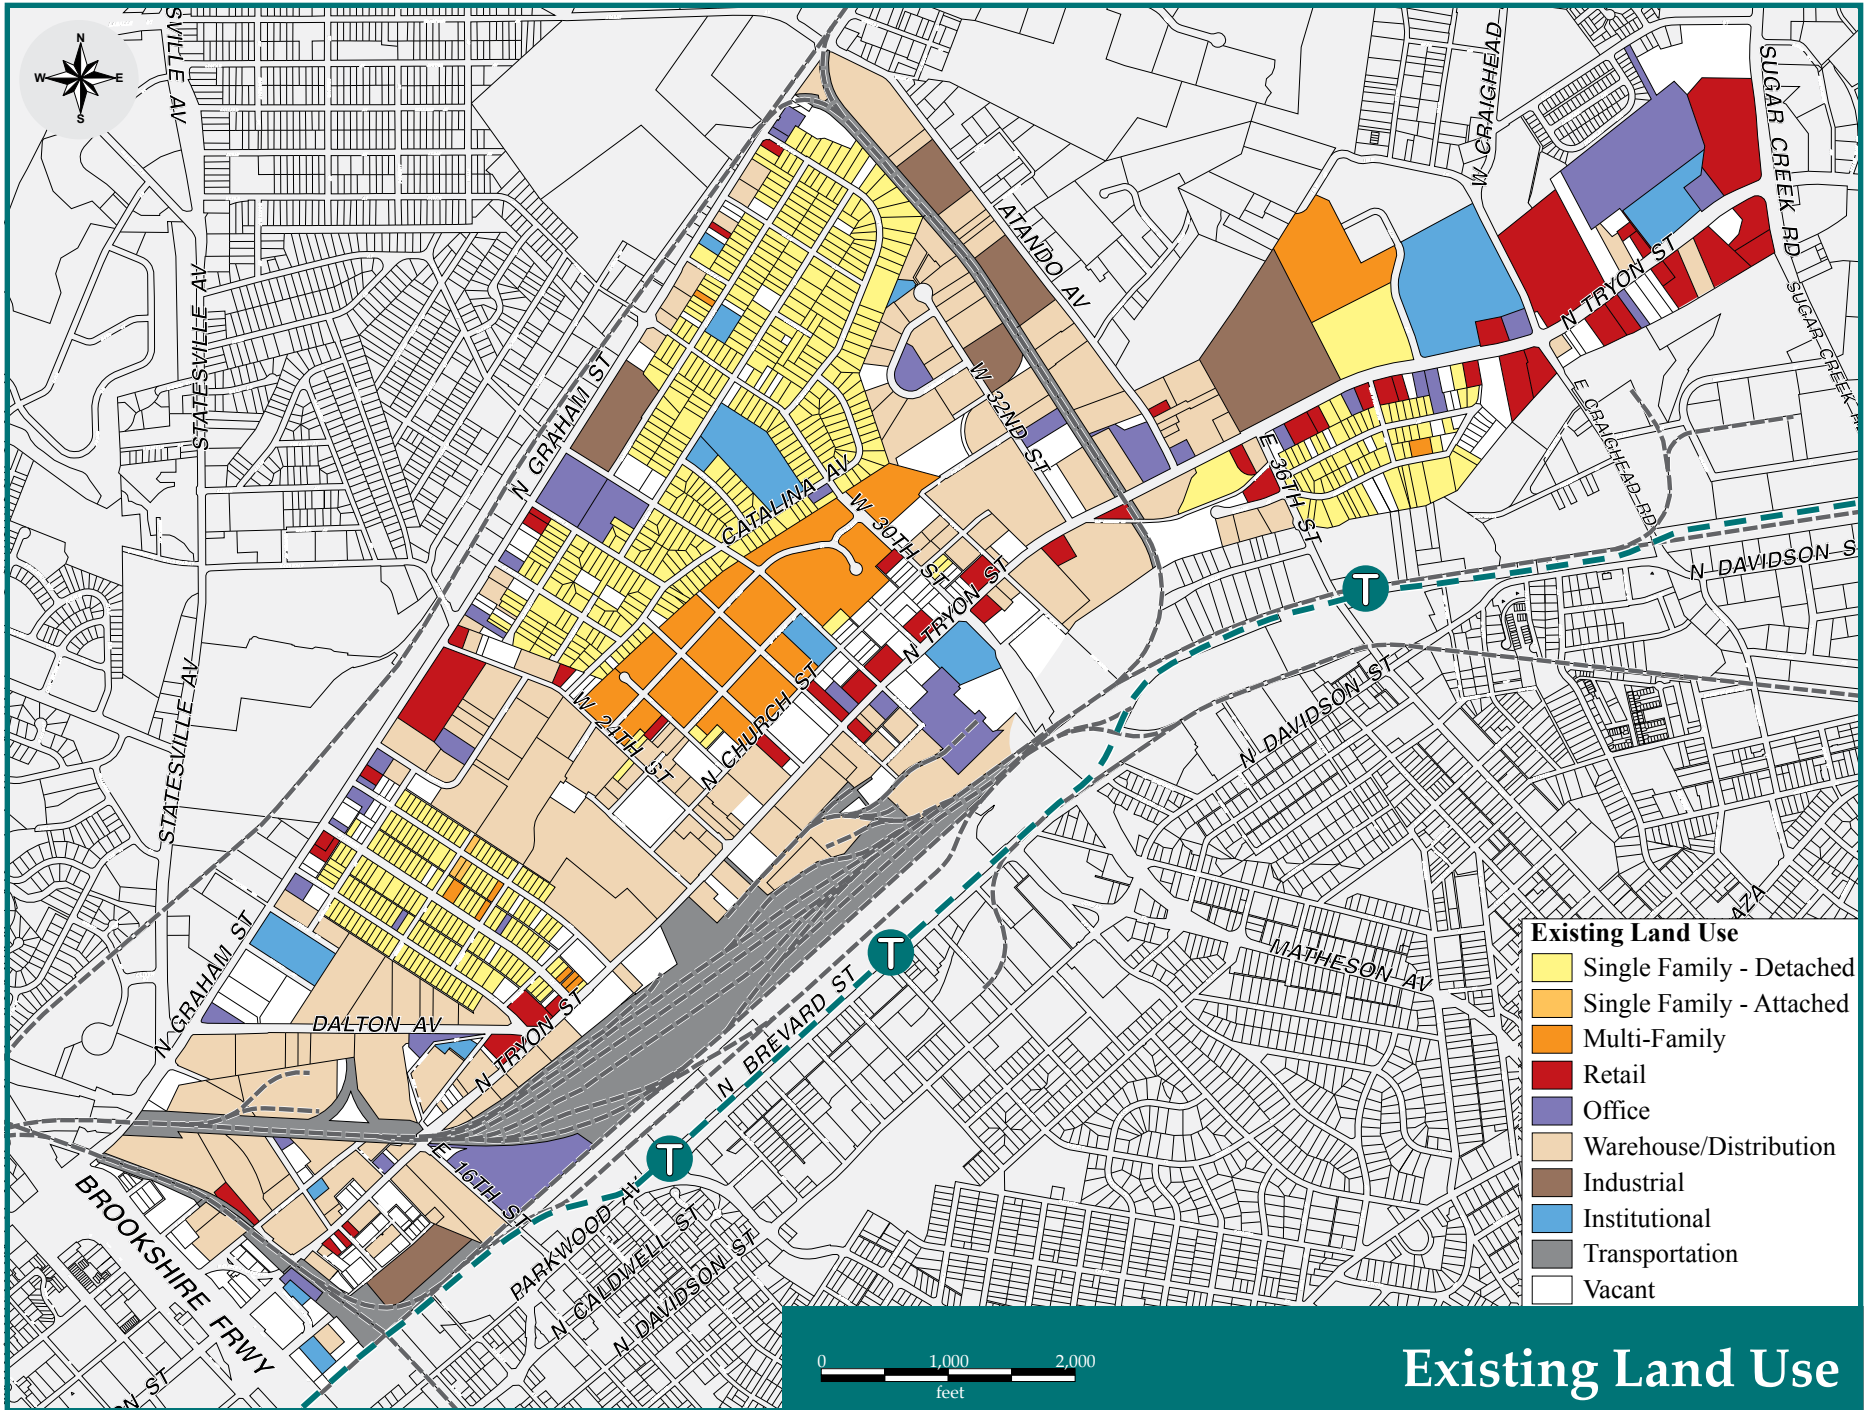 SVILLE AV
N
W
E
S
W CRAIGHEAD
SUGAR CREEK RD
ATANDO AV
STATESVILLE AV
N TRYON ST
SUGAR CREEK R
N GRAHAM ST
W 32ND ST
E CRAIGHEAD RD
E 36TH ST
CATALINA AV
W 30TH ST
N DAVIDSON S
T
N TRYON ST
N DAVIDSON ST
STATESVILLE AV
W 24TH ST
N CHURCH ST
AZA
N GRAHAM ST
T
MATHESON AV
DALTON AV
N TRYON ST
N BREVARD ST
T
E 16TH ST
PARKWOOD AV
N CALDWELL ST
N DAVIDSON ST
BROOKSHIRE FRWY
ON ST
Existing Land Use
Single Family - Detached
Single Family - Attached
Multi-Family
Retail
Office
Warehouse/Distribution
Industrial
Institutional
Transportation
Vacant
0 1,000 2,000
feet
Existing Land Use